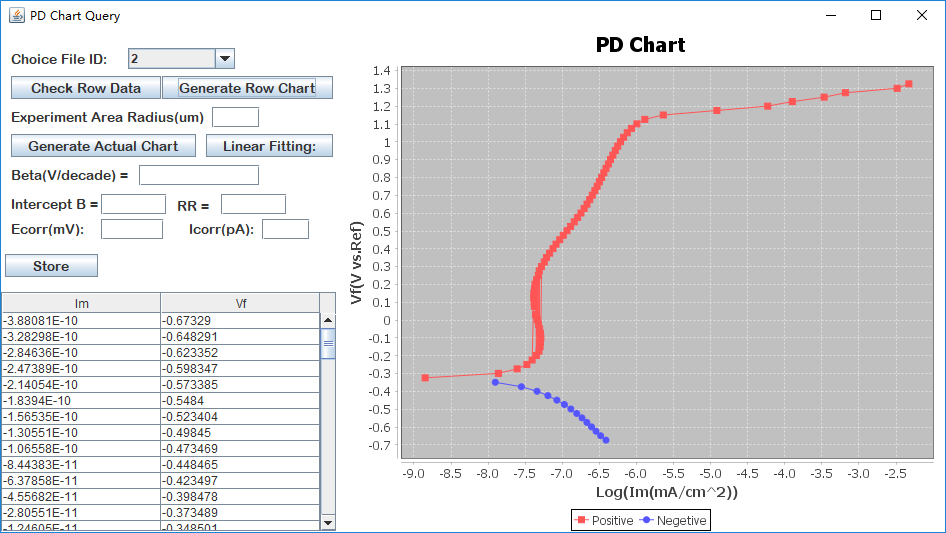 PD Chart Query
Choice File ID: 2
Check Row Data Generate Row Chart
Experiment Area Radius(um)
Generate Actual Chart Linear Fitting:
Beta(V/decade) =
Intercept B = RR =
Ecorr(mV): Icorr(pA):
Store
Im Vf
-3.88081E-10 -0.67329
-3.28298E-10 -0.648291
-2.84636E-10 -0.623352
-2.47389E-10 -0.598347
-2.14054E-10 -0.573385
-1.8394E-10 -0.5484
-1.56535E-10 -0.523404
-1.30551E-10 -0.49845
-1.06558E-10 -0.473469
-8.44383E-11 -0.448465
-6.37858E-11 -0.423497
-4.55682E-11 -0.398478
-2.80551E-11 -0.373489
-1.24605E-11 -0.348501
PD Chart
Vf(V vs.Ref)
1.4
1.3
1.2
1.1
1
0.9
0.8
0.7
0.6
0.5
0.4
0.3
0.2
0.1
0
-0.1
-0.2
-0.3
-0.4
-0.5
-0.6
-0.7
-9.0 -8.5 -8.0 -7.5 -7.0 -6.5 -6.0 -5.5 -5.0 -4.5 -4.0 -3.5 -3.0 -2.5
Log(Im(mA/cm^2))
Positive Negetive